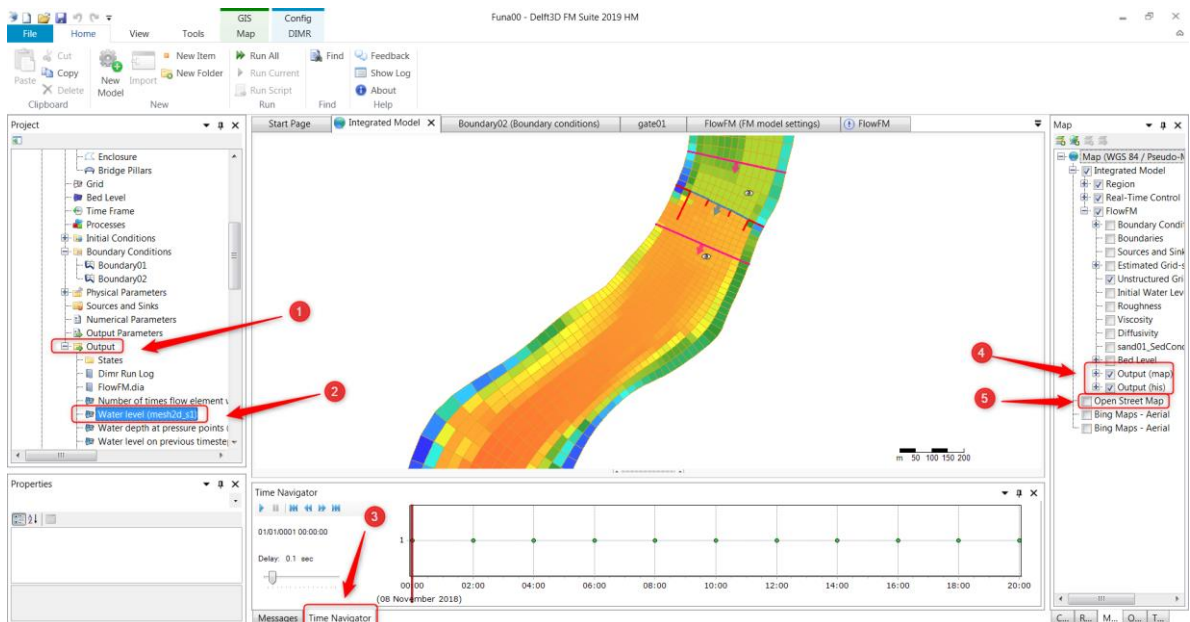 Funa00 - Delft3D FM Suite 2019 HM
GIS
Config
File
Home
View
Tools
Map
DIMR
Paste
Cut
Copy
Delete
Clipboard
New Model
Import
New Item
New Folder
New
Run All
Run Current
Run Script
Run
Find
Find
Feedback
Show Log
About
Help
Project
Enclosure
Bridge Pillars
Grid
Bed Level
Time Frame
Processes
Initial Conditions
Boundary Conditions
Boundary01
Boundary02
Physical Parameters
Sources and Sinks
Numerical Parameters
Output Parameters
Output
States
Dimr Run Log
FlowFM.dia
Number of times flow element
Water level (mesh2d_s1)
Water depth at pressure points
Water level on previous timeste
1
2
Properties
Start Page
Integrated Model
Boundary02 (Boundary conditions)
gate01
FlowFM (FM model settings)
FlowFM
m 50 100 150 200
Time Navigator
01/01/0001 00:00:00
Delay: 0.1 sec
3
1
00:00 02:00 04:00 06:00 08:00 10:00 12:00 14:00 16:00 18:00 20:00
(08 November 2018)
Messages
Time Navigator
Map
Map (WGS 84 / Pseudo-M
Integrated Model
Region
Real-Time Control
FlowFM
Boundary Condit
Boundaries
Sources and Sink
Estimated Grid-s
Unstructured Gri
Initial Water Lev
Roughness
Viscosity
Diffusivity
sand01_SedConc
Bed Level
Output (map)
Output (his)
Open Street Map
Bing Maps - Aerial
Bing Maps - Aerial
4
5
C... R... M... O... T...